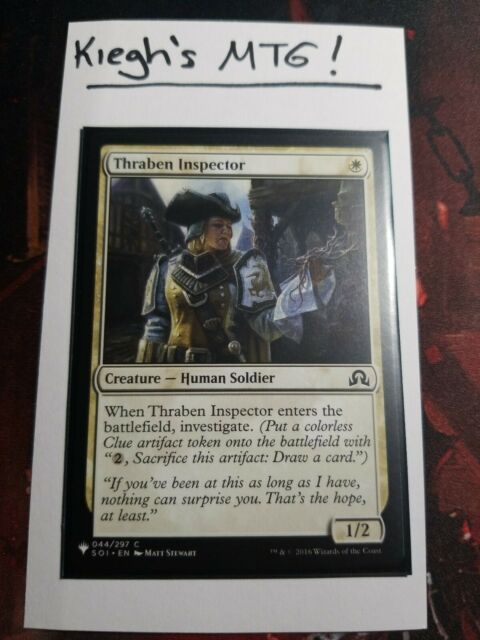 Kiegh's MTG!
Thraben Inspector
Creature — Human Soldier
When Thraben Inspector enters the
battlefield, investigate. (Put a colorless
Clue artifact token onto the battlefield with
“2, Sacrifice this artifact: Draw a card.”)
“If you've been at this as long as I have,
nothing can surprise you. That's the hope,
at least.”
1/2
044/297 C
SOI • EN Matt Stewart
™ & © 2016 Wizards of the Coast